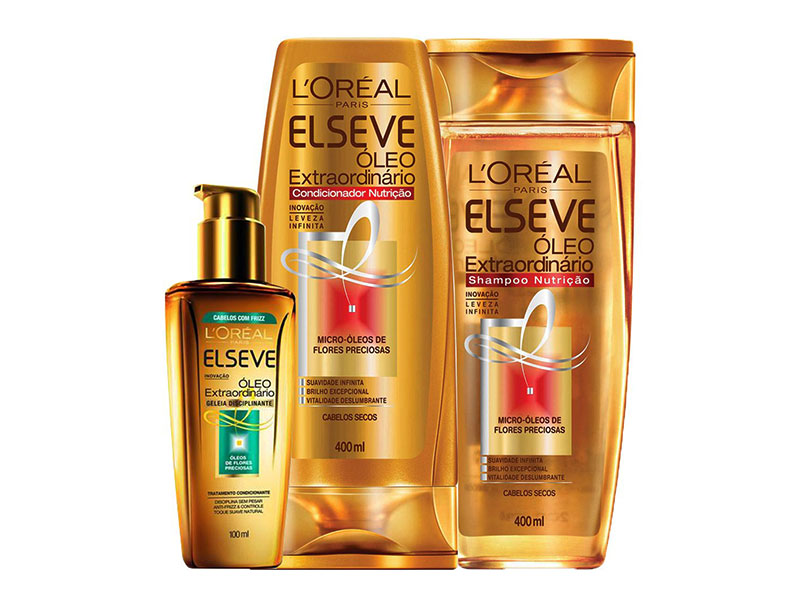 CABELOS COM FRIZZ
L'ORÉAL
ELSEVE
INOVAÇÃO
ÓLEO
Extraordinário
GELEIA DISCIPLINANTE
ÓLEOS
DE FLORES
PRECIOSAS
TRATAMENTO CONDICIONANTE
DISCIPLINA SEM PESAR
ANTI-FRIZZ & CONTROLE
TOQUE SUAVE NATURAL
100 ml
L'ORÉAL
PARIS
ELSEVE
ÓLEO
Extraordinário
Condicionador Nutrição
INOVAÇÃO
LEVEZA
INFINITA
MICRO-ÓLEOS DE
FLORES PRECIOSAS
SUAVIDADE INFINITA
BRILHO EXCEPCIONAL
VITALIDADE DESLUMBRANTE
CABELOS SECOS
400 ml
L'ORÉAL
PARIS
ELSEVE
ÓLEO
Extraordinário
Shampoo Nutrição
INOVAÇÃO
LEVEZA
INFINITA
MICRO-ÓLEOS DE
FLORES PRECIOSAS
SUAVIDADE INFINITA
BRILHO EXCEPCIONAL
VITALIDADE DESLUMBRANTE
CABELOS SECOS
400 ml